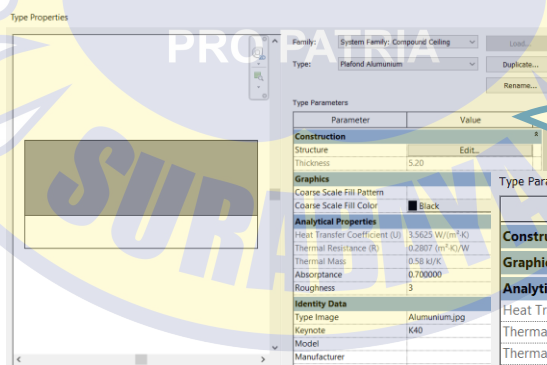 Type Properties
PRO PATRIA
SURABAYA
Family: System Family: Compound Ceiling Load...
Type: Plafond Alumunium Duplicate...
Rename...
Type Parameters
Parameter Value
Construction
Structure Edit...
Thickness 5.20
Graphics
Coarse Scale Fill Pattern
Coarse Scale Fill Color Black
Analytical Properties
Heat Transfer Coefficient (U) 3.5625 W/(m²·K)
Thermal Resistance (R) 0.2807 (m²·K)/W
Thermal Mass 0.58 kJ/K
Absorptance 0.700000
Roughness 3
Identity Data
Type Image Alumunium.jpg
Keynote K40
Model
Manufacturer
Type Para
Constru
Graphic
Analyti
Heat Tr
Therma
Therma